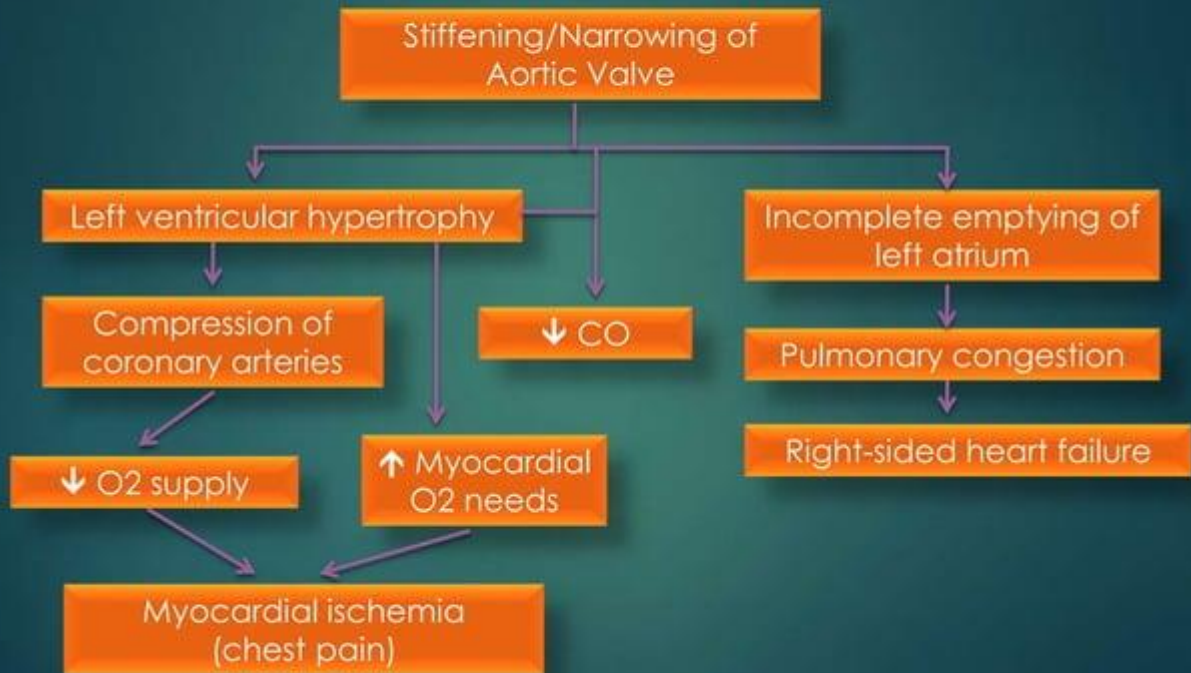 Stiffening/Narrowing of
Aortic Valve
Left ventricular hypertrophy
Incomplete emptying of
left atrium
Compression of
coronary arteries
↓ CO
Pulmonary congestion
Right-sided heart failure
↓ O2 supply
↑ Myocardial
O2 needs
Myocardial ischemia
(chest pain)